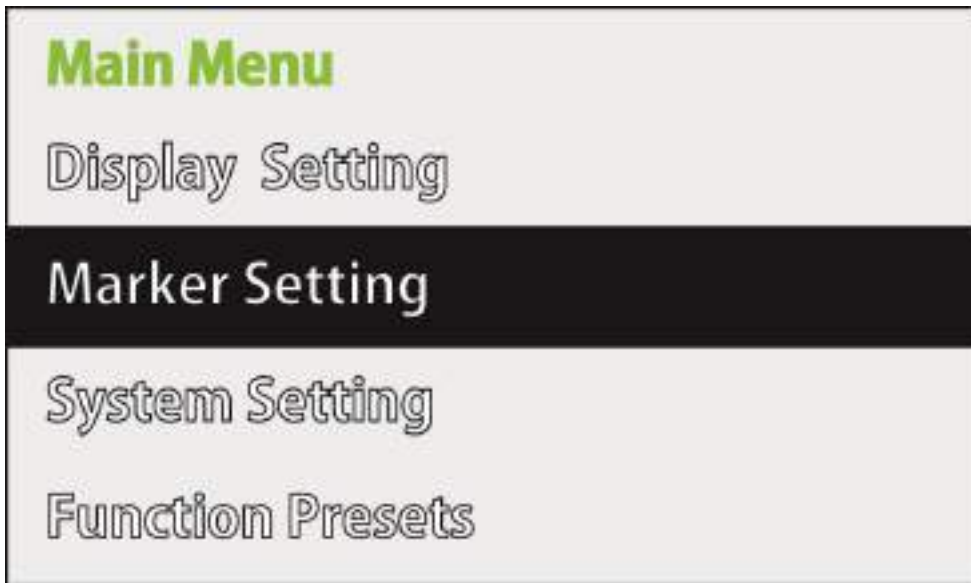 Main Menu
Display Setting
Marker Setting
System Setting
Function Presets